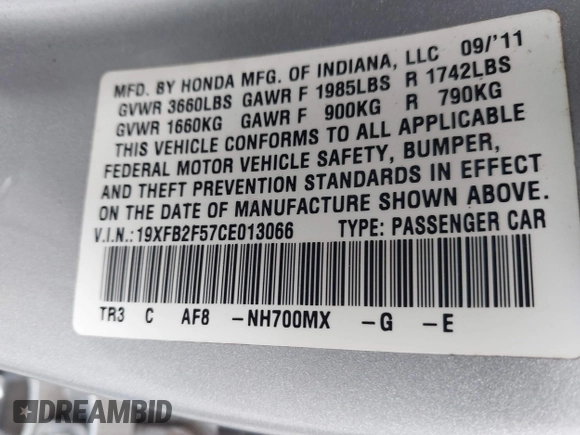 MFD. BY HONDA MFG. OF INDIANA, LLC 09/'11
GVWR 3660LBS GAWR F 1985LBS R 1742LBS
GVWR 1660KG GAWR F 900KG R 790KG
THIS VEHICLE CONFORMS TO ALL APPLICABLE
FEDERAL MOTOR VEHICLE SAFETY, BUMPER,
AND THEFT PREVENTION STANDARDS IN EFFECT
ON THE DATE OF MANUFACTURE SHOWN ABOVE.
V.I.N.:19XFB2F57CE013066 TYPE: PASSENGER CAR
TR3 C AF8 -NH700MX -G -E
DREAMBID